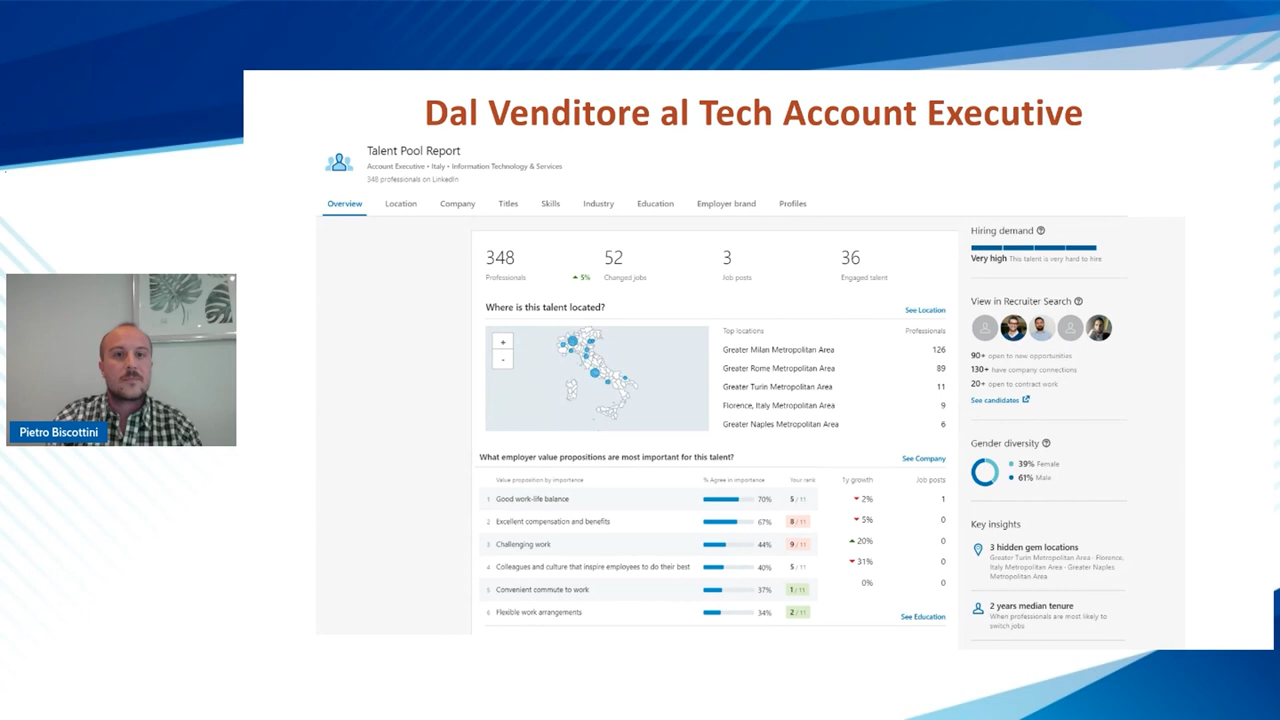 Dal Venditore al Tech Account Executive
Talent Pool Report
Account Executive • Italy • Information Technology & Services
348 professionals on LinkedIn
Overview Location Company Titles Skills Industry Education Employer brand Profiles
348 52 3 36
Professionals 5% Changed jobs Job posts Engaged talent
Where is this talent located?
See Location
Top locations Professionals
+
-
Greater Milan Metropolitan Area 126
Greater Rome Metropolitan Area 89
Greater Turin Metropolitan Area 11
Florence, Italy Metropolitan Area 9
Greater Naples Metropolitan Area 6
What employer value propositions are most important for this talent?
See Company
Value proposition by importance % Agree in importance Your rank 1y growth Job posts
1 Good work-life balance 70% 5 / 11 2% 1
2 Excellent compensation and benefits 67% 8 / 11 5% 0
3 Challenging work 44% 9 / 11 20% 0
4 Colleagues and culture that inspire employees to do their best 40% 5 / 11 31% 0
5 Convenient commute to work 37% 1 / 11 0% 0
6 Flexible work arrangements 34% 2 / 11
See Education
Hiring demand
Very high This talent is very hard to hire
View in Recruiter Search
90+ open to new opportunities
130+ have company connections
20+ open to contract work
See candidates
Gender diversity
39% Female
61% Male
Key insights
3 hidden gem locations
Greater Turin Metropolitan Area - Florence,
Italy Metropolitan Area - Greater Naples
Metropolitan Area
2 years median tenure
When professionals are most likely to
switch jobs
Pietro Biscottini